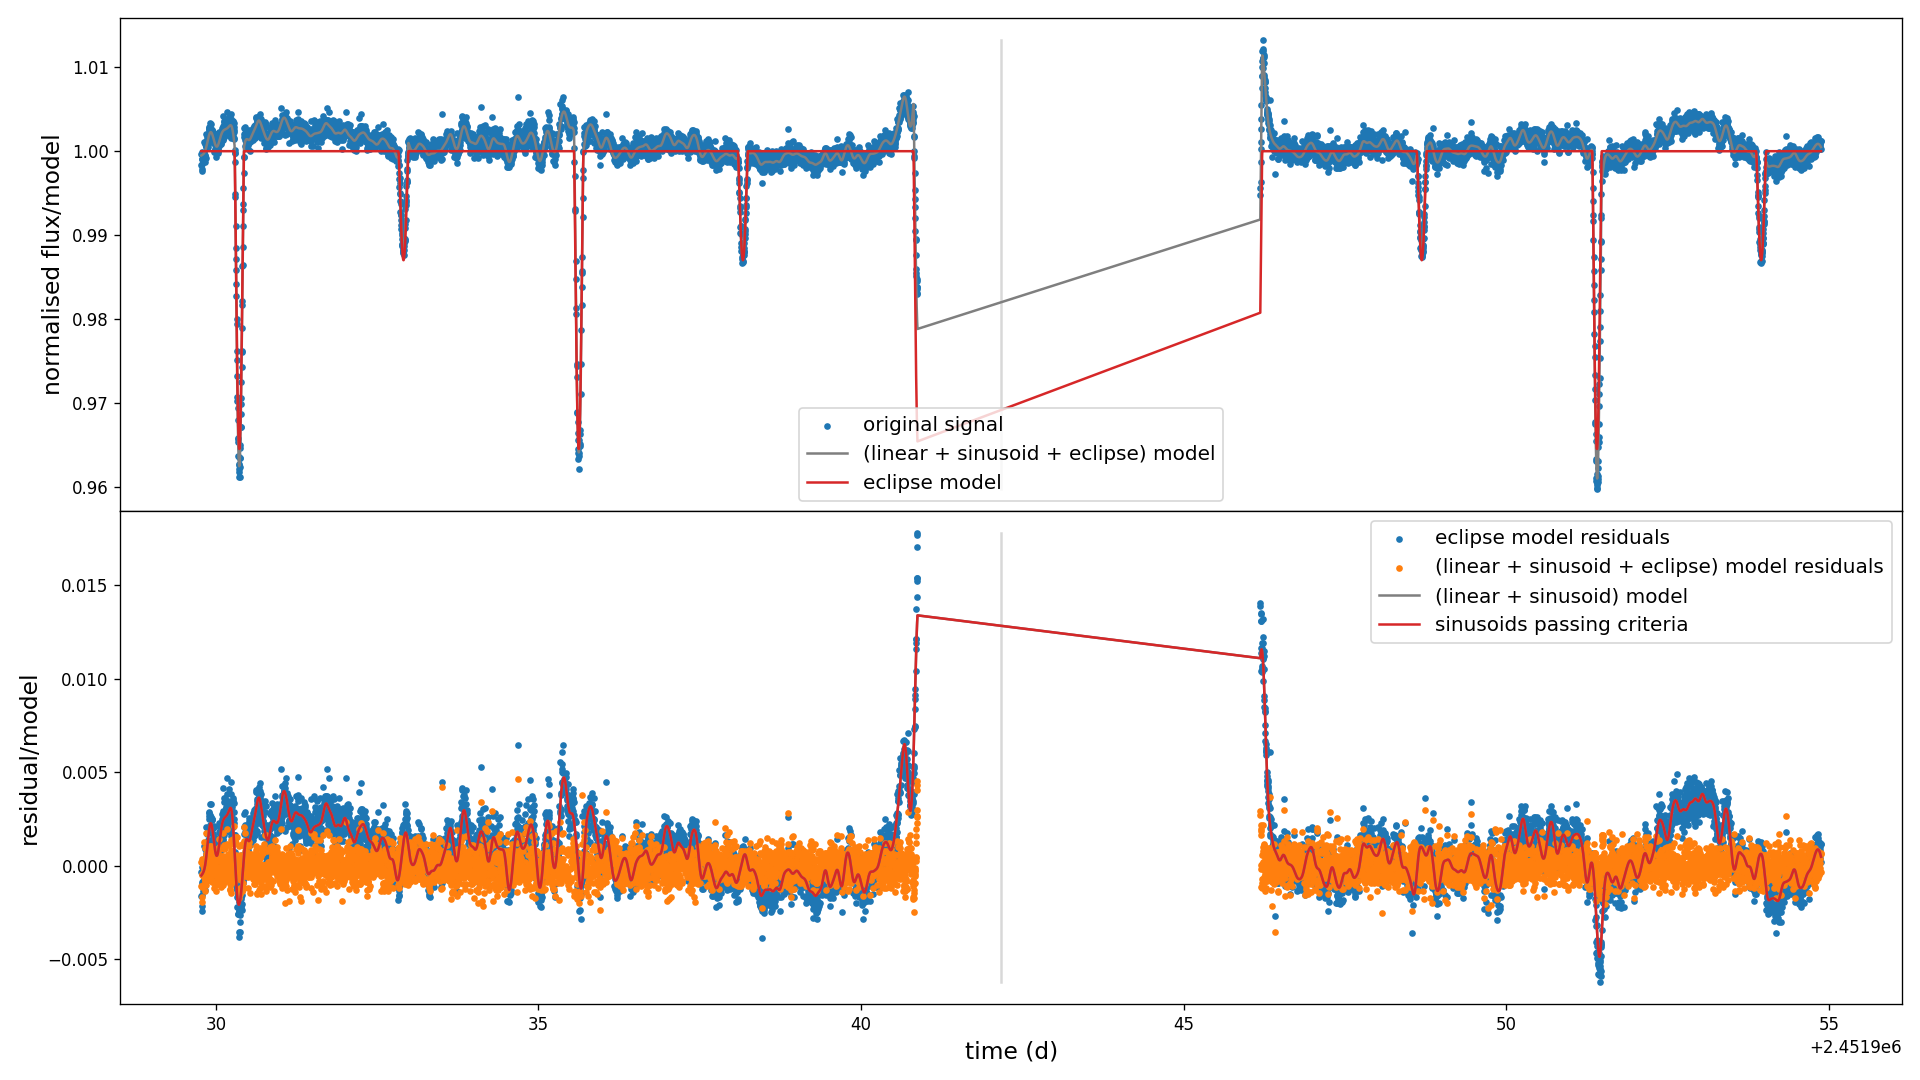 normalised flux/model
1.01
1.00
0.99
0.98
0.97
0.96
original signal
(linear + sinusoid + eclipse) model
eclipse model
residual/model
0.015
0.010
0.005
0.000
−0.005
eclipse model residuals
(linear + sinusoid + eclipse) model residuals
(linear + sinusoid) model
sinusoids passing criteria
30 35 40 45 50 55
time (d)
+2.4519e6